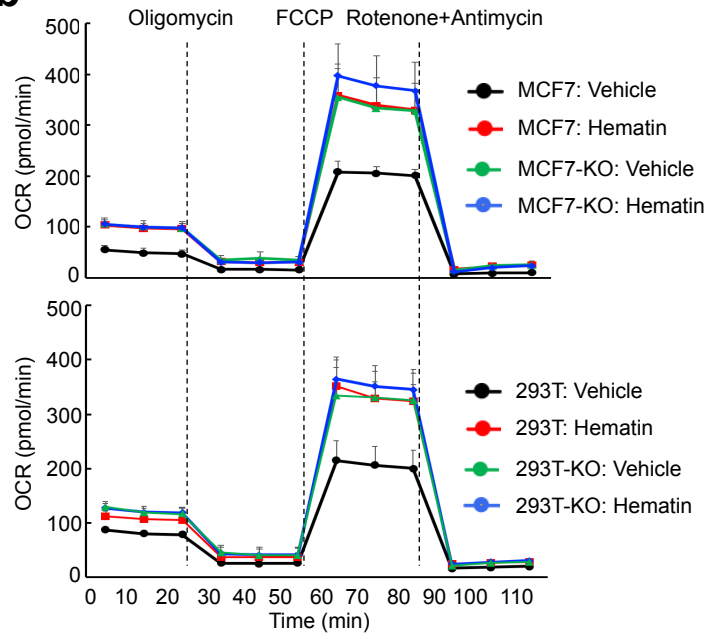 b
Oligomycin FCCP Rotenone+Antimycin
500
400
300
200
100
0
OCR (pmol/min)
MCF7: Vehicle
MCF7: Hematin
MCF7-KO: Vehicle
MCF7-KO: Hematin
500
400
300
200
100
0
OCR (pmol/min)
293T: Vehicle
293T: Hematin
293T-KO: Vehicle
293T-KO: Hematin
0 10 20 30 40 50 60 70 80 90 100 110
Time (min)